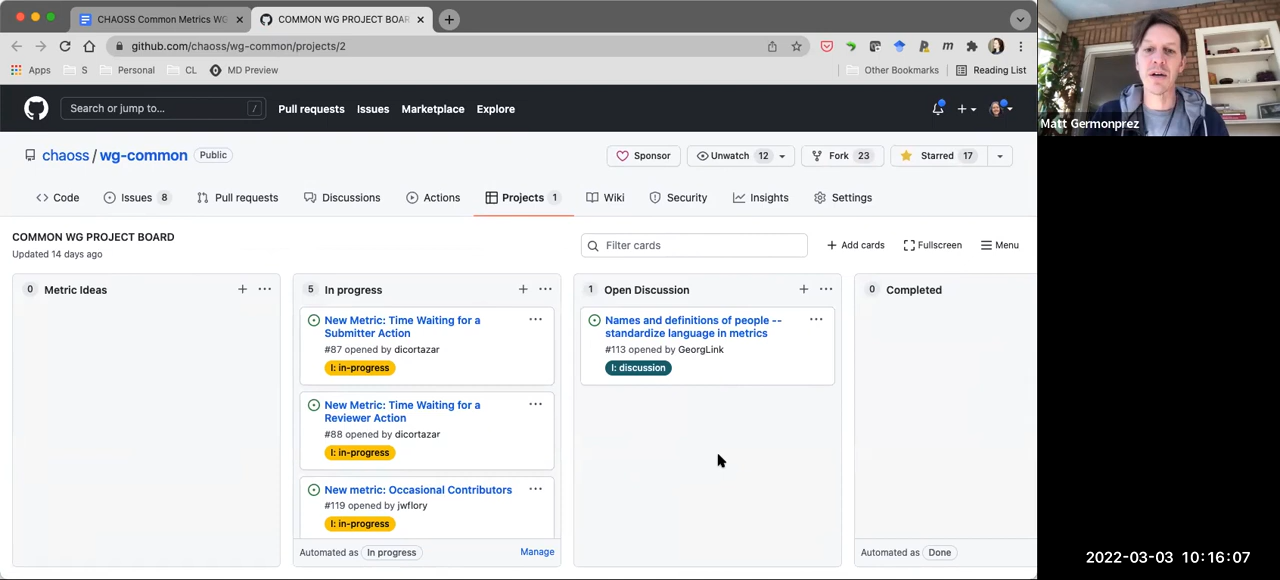 CHAOSS Common Metrics WG
COMMON WG PROJECT BOAR
github.com/chaoss/wg-common/projects/2
Apps
S
Personal
CL
MD Preview
Other Bookmarks
Reading List
Search or jump to...
/
Pull requests
Issues
Marketplace
Explore
Matt Germonprez
chaoss / wg-common
Public
Sponsor
Unwatch 12
Fork 23
Starred 17
Code
Issues 8
Pull requests
Discussions
Actions
Projects 1
Wiki
Security
Insights
Settings
COMMON WG PROJECT BOARD
Updated 14 days ago
Filter cards
Add cards
Fullscreen
Menu
0 Metric Ideas
5 In progress
New Metric: Time Waiting for a
Submitter Action
#87 opened by dicortazar
I: in-progress
New Metric: Time Waiting for a
Reviewer Action
#88 opened by dicortazar
I: in-progress
New metric: Occasional Contributors
#119 opened by jwflory
I: in-progress
Automated as In progress
Manage
1 Open Discussion
Names and definitions of people --
standardize language in metrics
#113 opened by GeorgLink
I: discussion
0 Completed
Automated as Done
2022-03-03 10:16:07